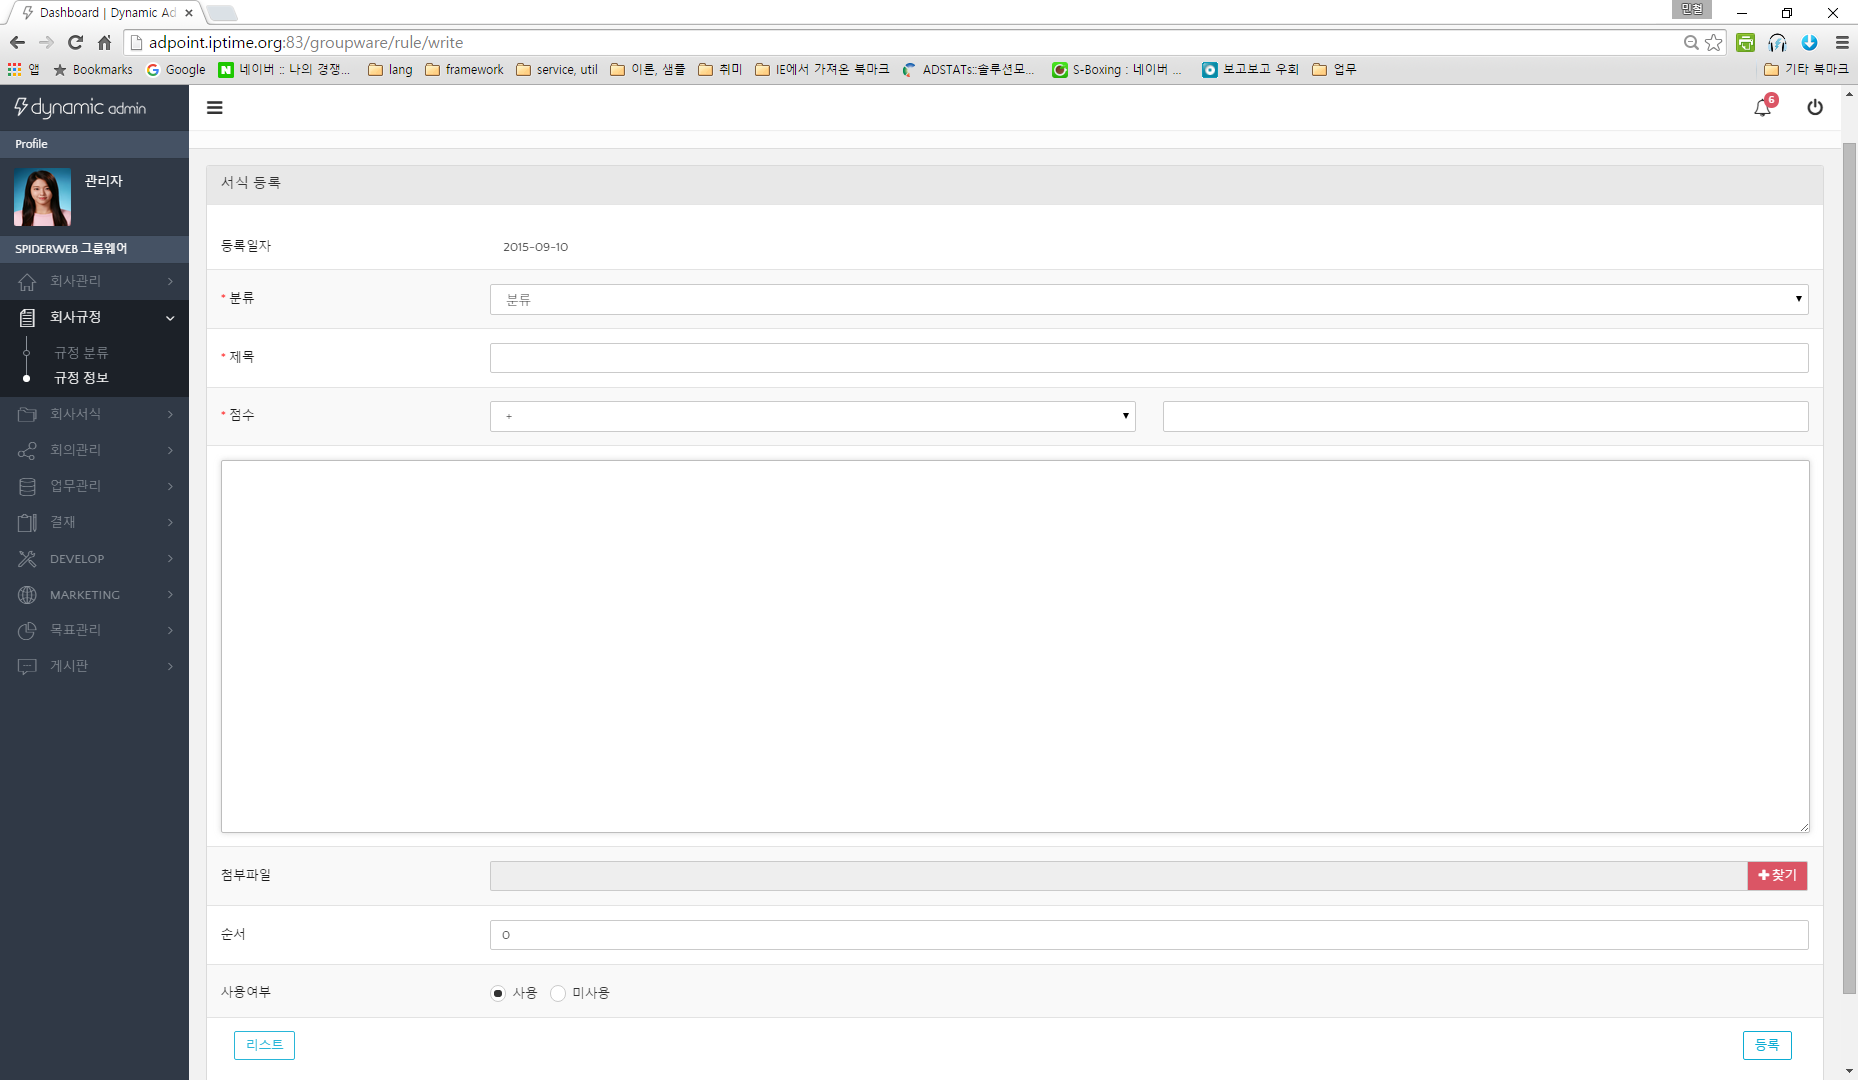 Dashboard | Dynamic Ad
민철
adpoint.iptime.org:83/groupware/rule/write
앱 Bookmarks Google 네이버 :: 나의 경쟁... lang framework service, util 이론, 샘플 취미 IE에서 가져온 북마크 ADSTATs::솔루션모... S-Boxing : 네이버 ... 보고보고 우회 업무 기타 북마크
dynamic admin
6
Profile
관리자
SPIDERWEB 그룹웨어
회사관리
회사규정
규정 분류
규정 정보
회사서식
회의관리
업무관리
결재
DEVELOP
MARKETING
목표관리
게시판
서식 등록
등록일자 2015-09-10
* 분류 분류
* 제목
* 점수 +
첨부파일 + 찾기
순서 0
사용여부 사용 미사용
리스트 등록